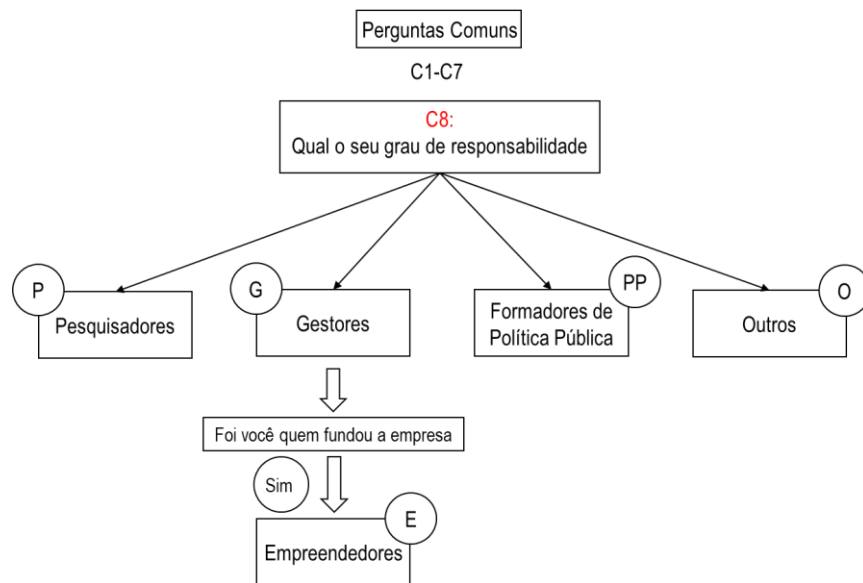 Perguntas Comuns
C1-C7
C8:
Qual o seu grau de responsabilidade
P
Pesquisadores
G
Gestores
PP
Formadores de
Política Pública
O
Outros
Foi você quem fundou a empresa
Sim
E
Empreendedores